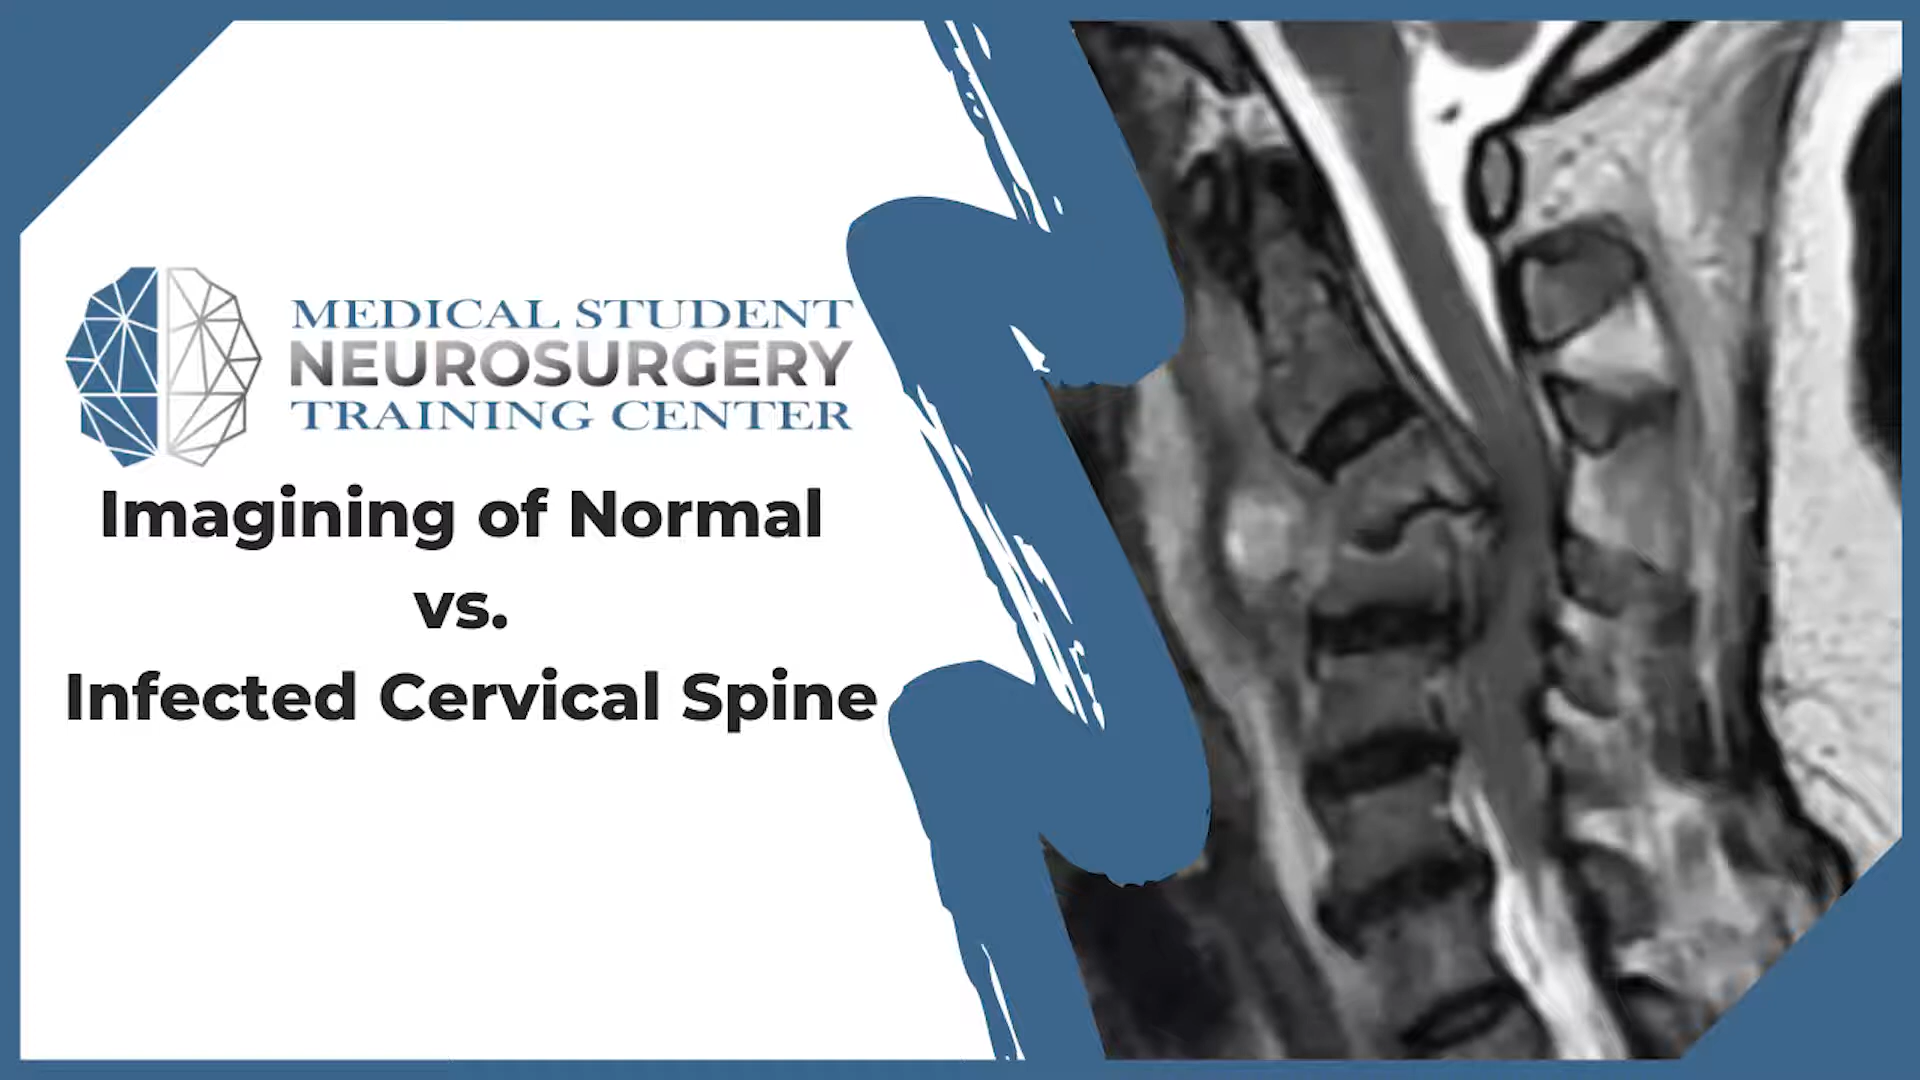 MEDICAL STUDENT
NEUROSURGERY
TRAINING CENTER
Imagining of Normal
vs.
Infected Cervical Spine